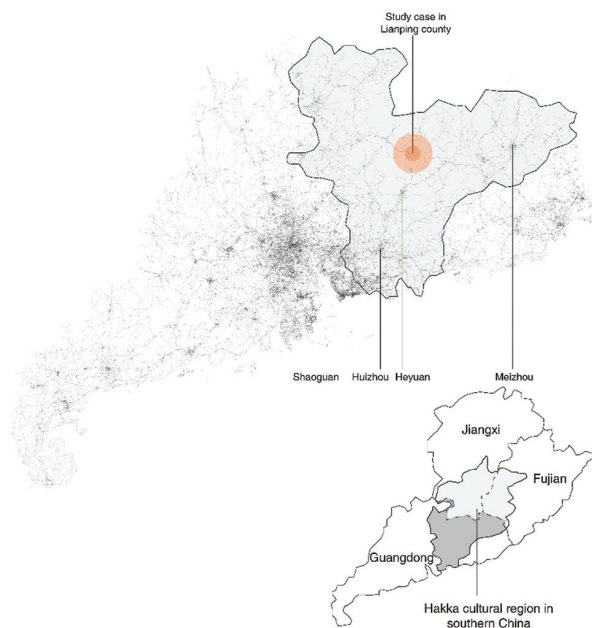 Study case in
Lianping county
Shaoguan Huizhou Heyuan Meizhou
Jiangxi
Fujian
Guangdong
Hakka cultural region in
southern China